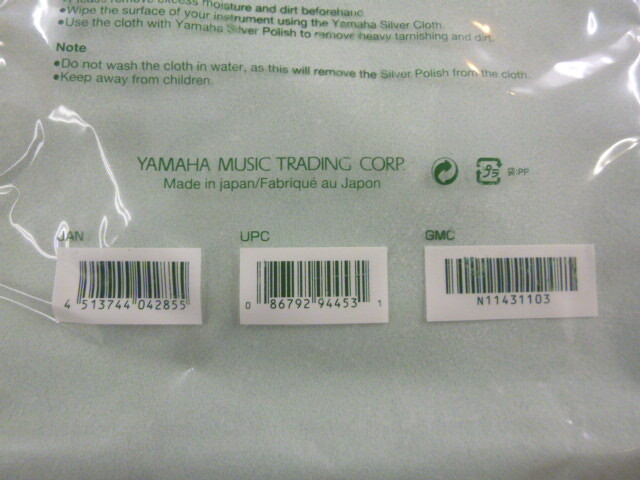 excess moisture and dirt beforehand.
•Wipe the surface of your instrument using the Yamaha Silver Cloth.
•Use the cloth with Yamaha Silver Polish to remove heavy tarnishing and dirt.
Note
•Do not wash the cloth in water, as this will remove the Silver Polish from the cloth.
•Keep away from children.
YAMAHA MUSIC TRADING CORP.
Made in japan/Fabriqué au Japon
プラ
袋:PP
JAN UPC GMC
4 513744 042855
0 86792 94453 1
N11431103